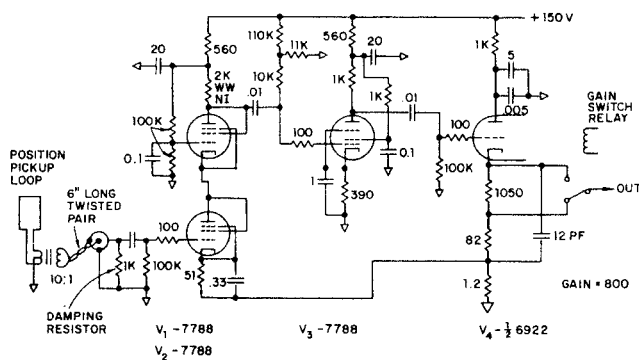 +150 V
20
560
110K
11K
560
20
1K
5
2K
WW
NI
.01
10K
1K
1K
.01
.005
GAIN
SWITCH
RELAY
100K
0.1
100
0.1
100
100K
POSITION
PICKUP
LOOP
6" LONG
TWISTED
PAIR
1
390
1050
OUT
10:1
1K
100K
100
51
.33
82
12 PF
DAMPING
RESISTOR
1.2
GAIN = 800
V1 - 7788
V2 - 7788
V3 - 7788
V4 - ½ 6922